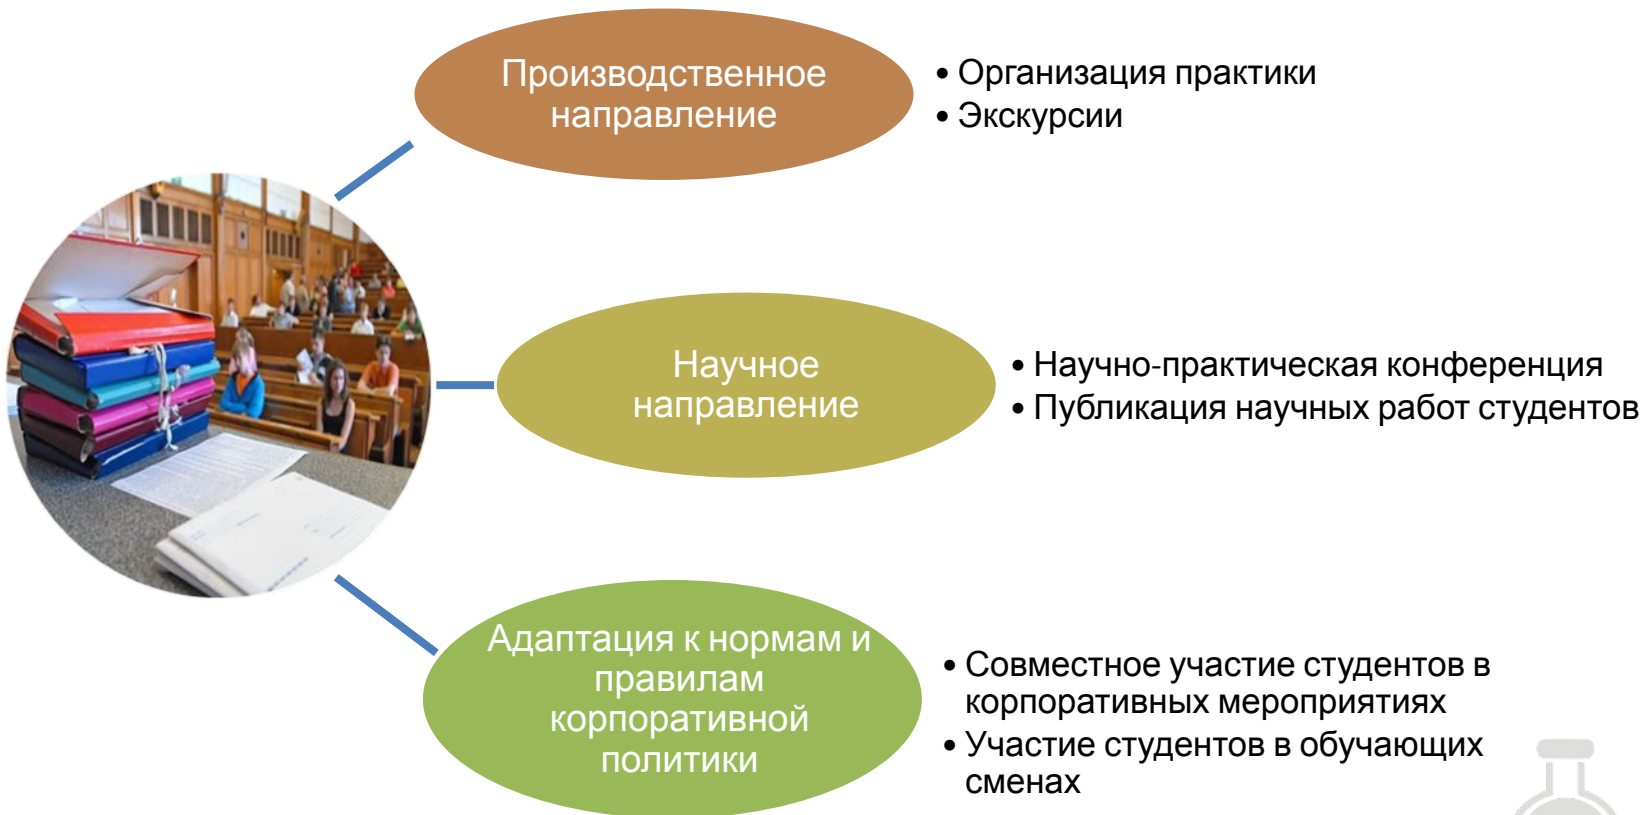 Производственное
направление
• Организация практики
• Экскурсии
Научное
направление
• Научно-практическая конференция
• Публикация научных работ студентов
Адаптация к нормам и
правилам
корпоративной
политики
• Совместное участие студентов в
корпоративных мероприятиях
• Участие студентов в обучающих
сменах